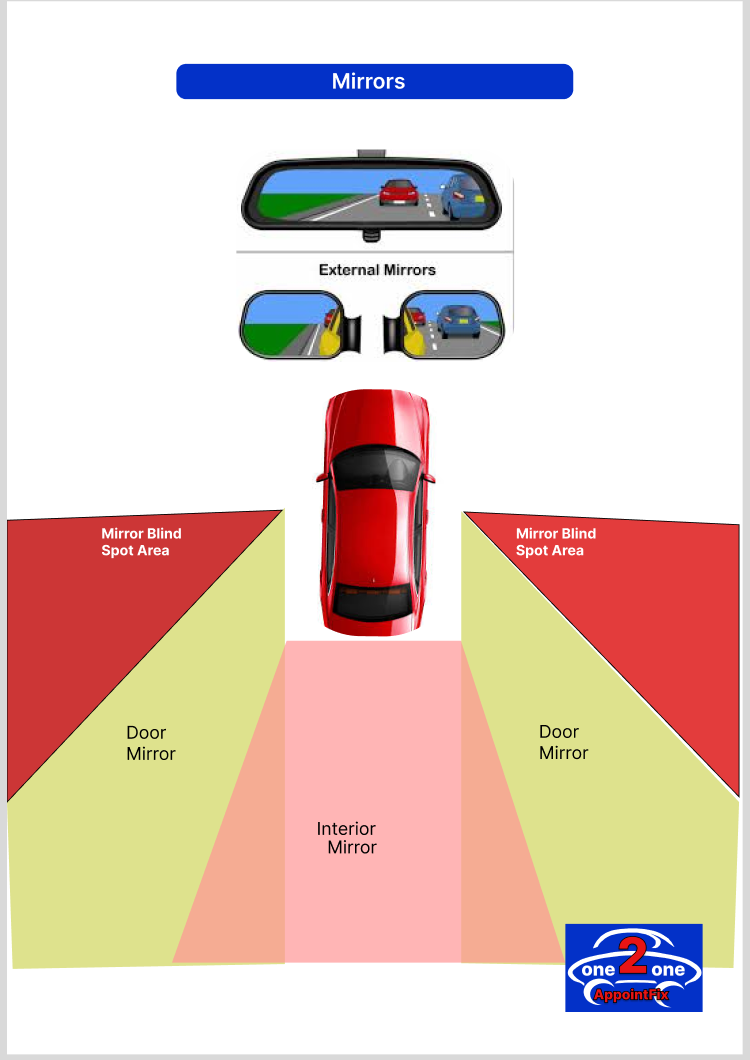 Mirrors
External Mirrors
Mirror Blind
Spot Area
Mirror Blind
Spot Area
Door
Mirror
Door
Mirror
Interior
Mirror
one 2 one
AppointFix